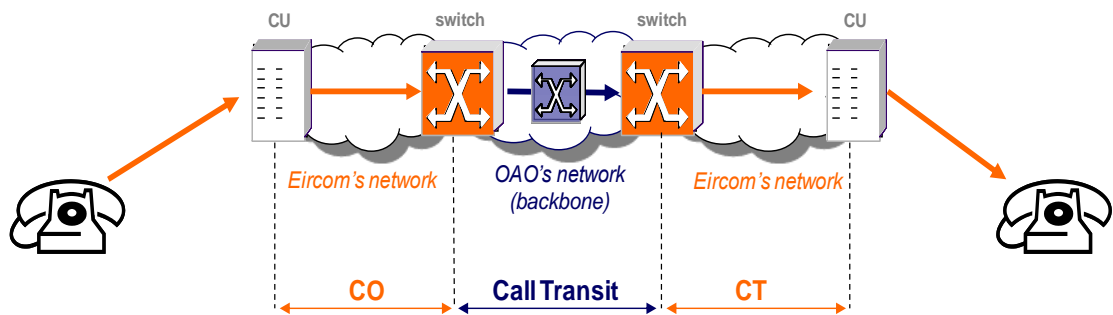 CU
switch
switch
CU
Eircom's network
OAO's network
(backbone)
Eircom's network
CO
Call Transit
CT